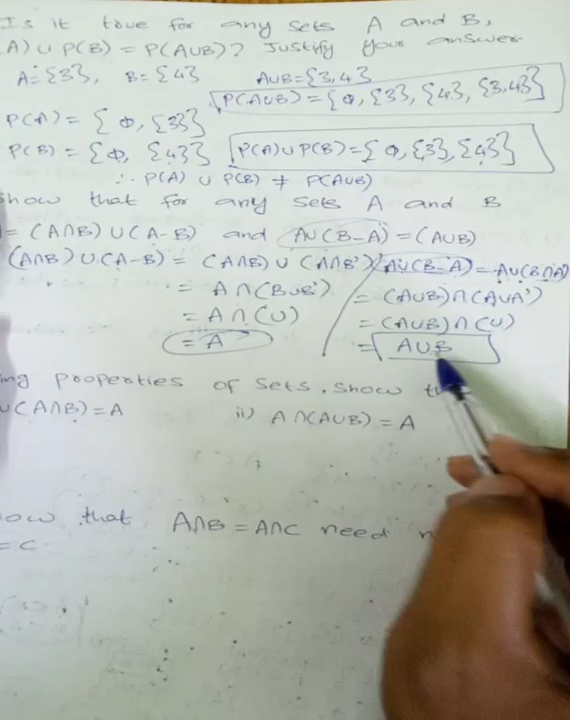 Is it true for any sets A and B,
A) ∪ P(B) = P(A∪B)? Justify your answer
A = {3}, B = {4} A∪B = {3,4}
P(A∪B) = {Φ, {3}, {4}, {3,4}}
P(A) = {Φ, {3}}
P(B) = {Φ, {4}} P(A)∪P(B) = {Φ, {3}, {4}}
∴ P(A) ∪ P(B) ≠ P(A∪B)
show that for any sets A and B
= (A∩B) ∪ (A-B) and A∪(B-A) = (A∪B)
(A∩B) ∪ (A-B) = (A∩B) ∪ (A∩B') A∪(B-A) = A∪(B∩A)
= A∩(B∪B') = (A∪B)∩(A∪A')
= A∩(U) = (A∪B)∩(U)
= A = A∪B
ing properties of sets, show th
∪(A∩B) = A ii) A∩(A∪B) = A
how that A∩B = A∩C need
= C